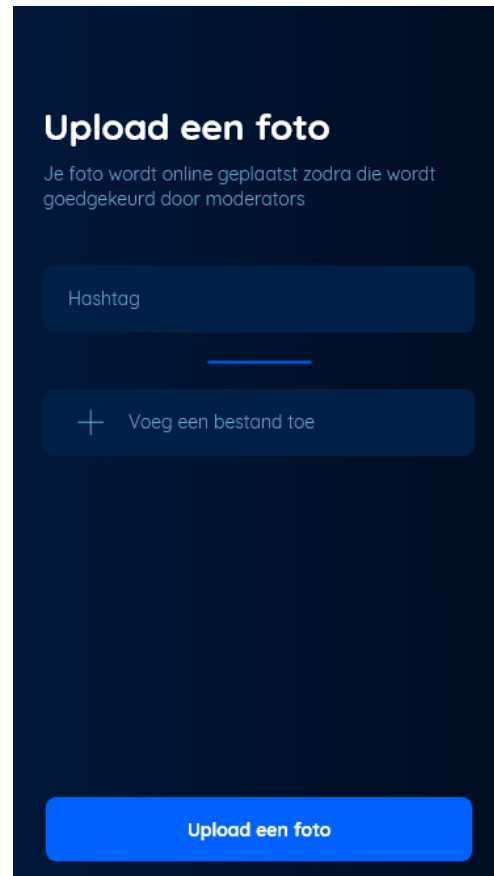 Upload een foto
Je foto wordt online geplaatst zodra die wordt
goedgekeurd door moderators
Hashtag
Voeg een bestand toe
Upload een foto